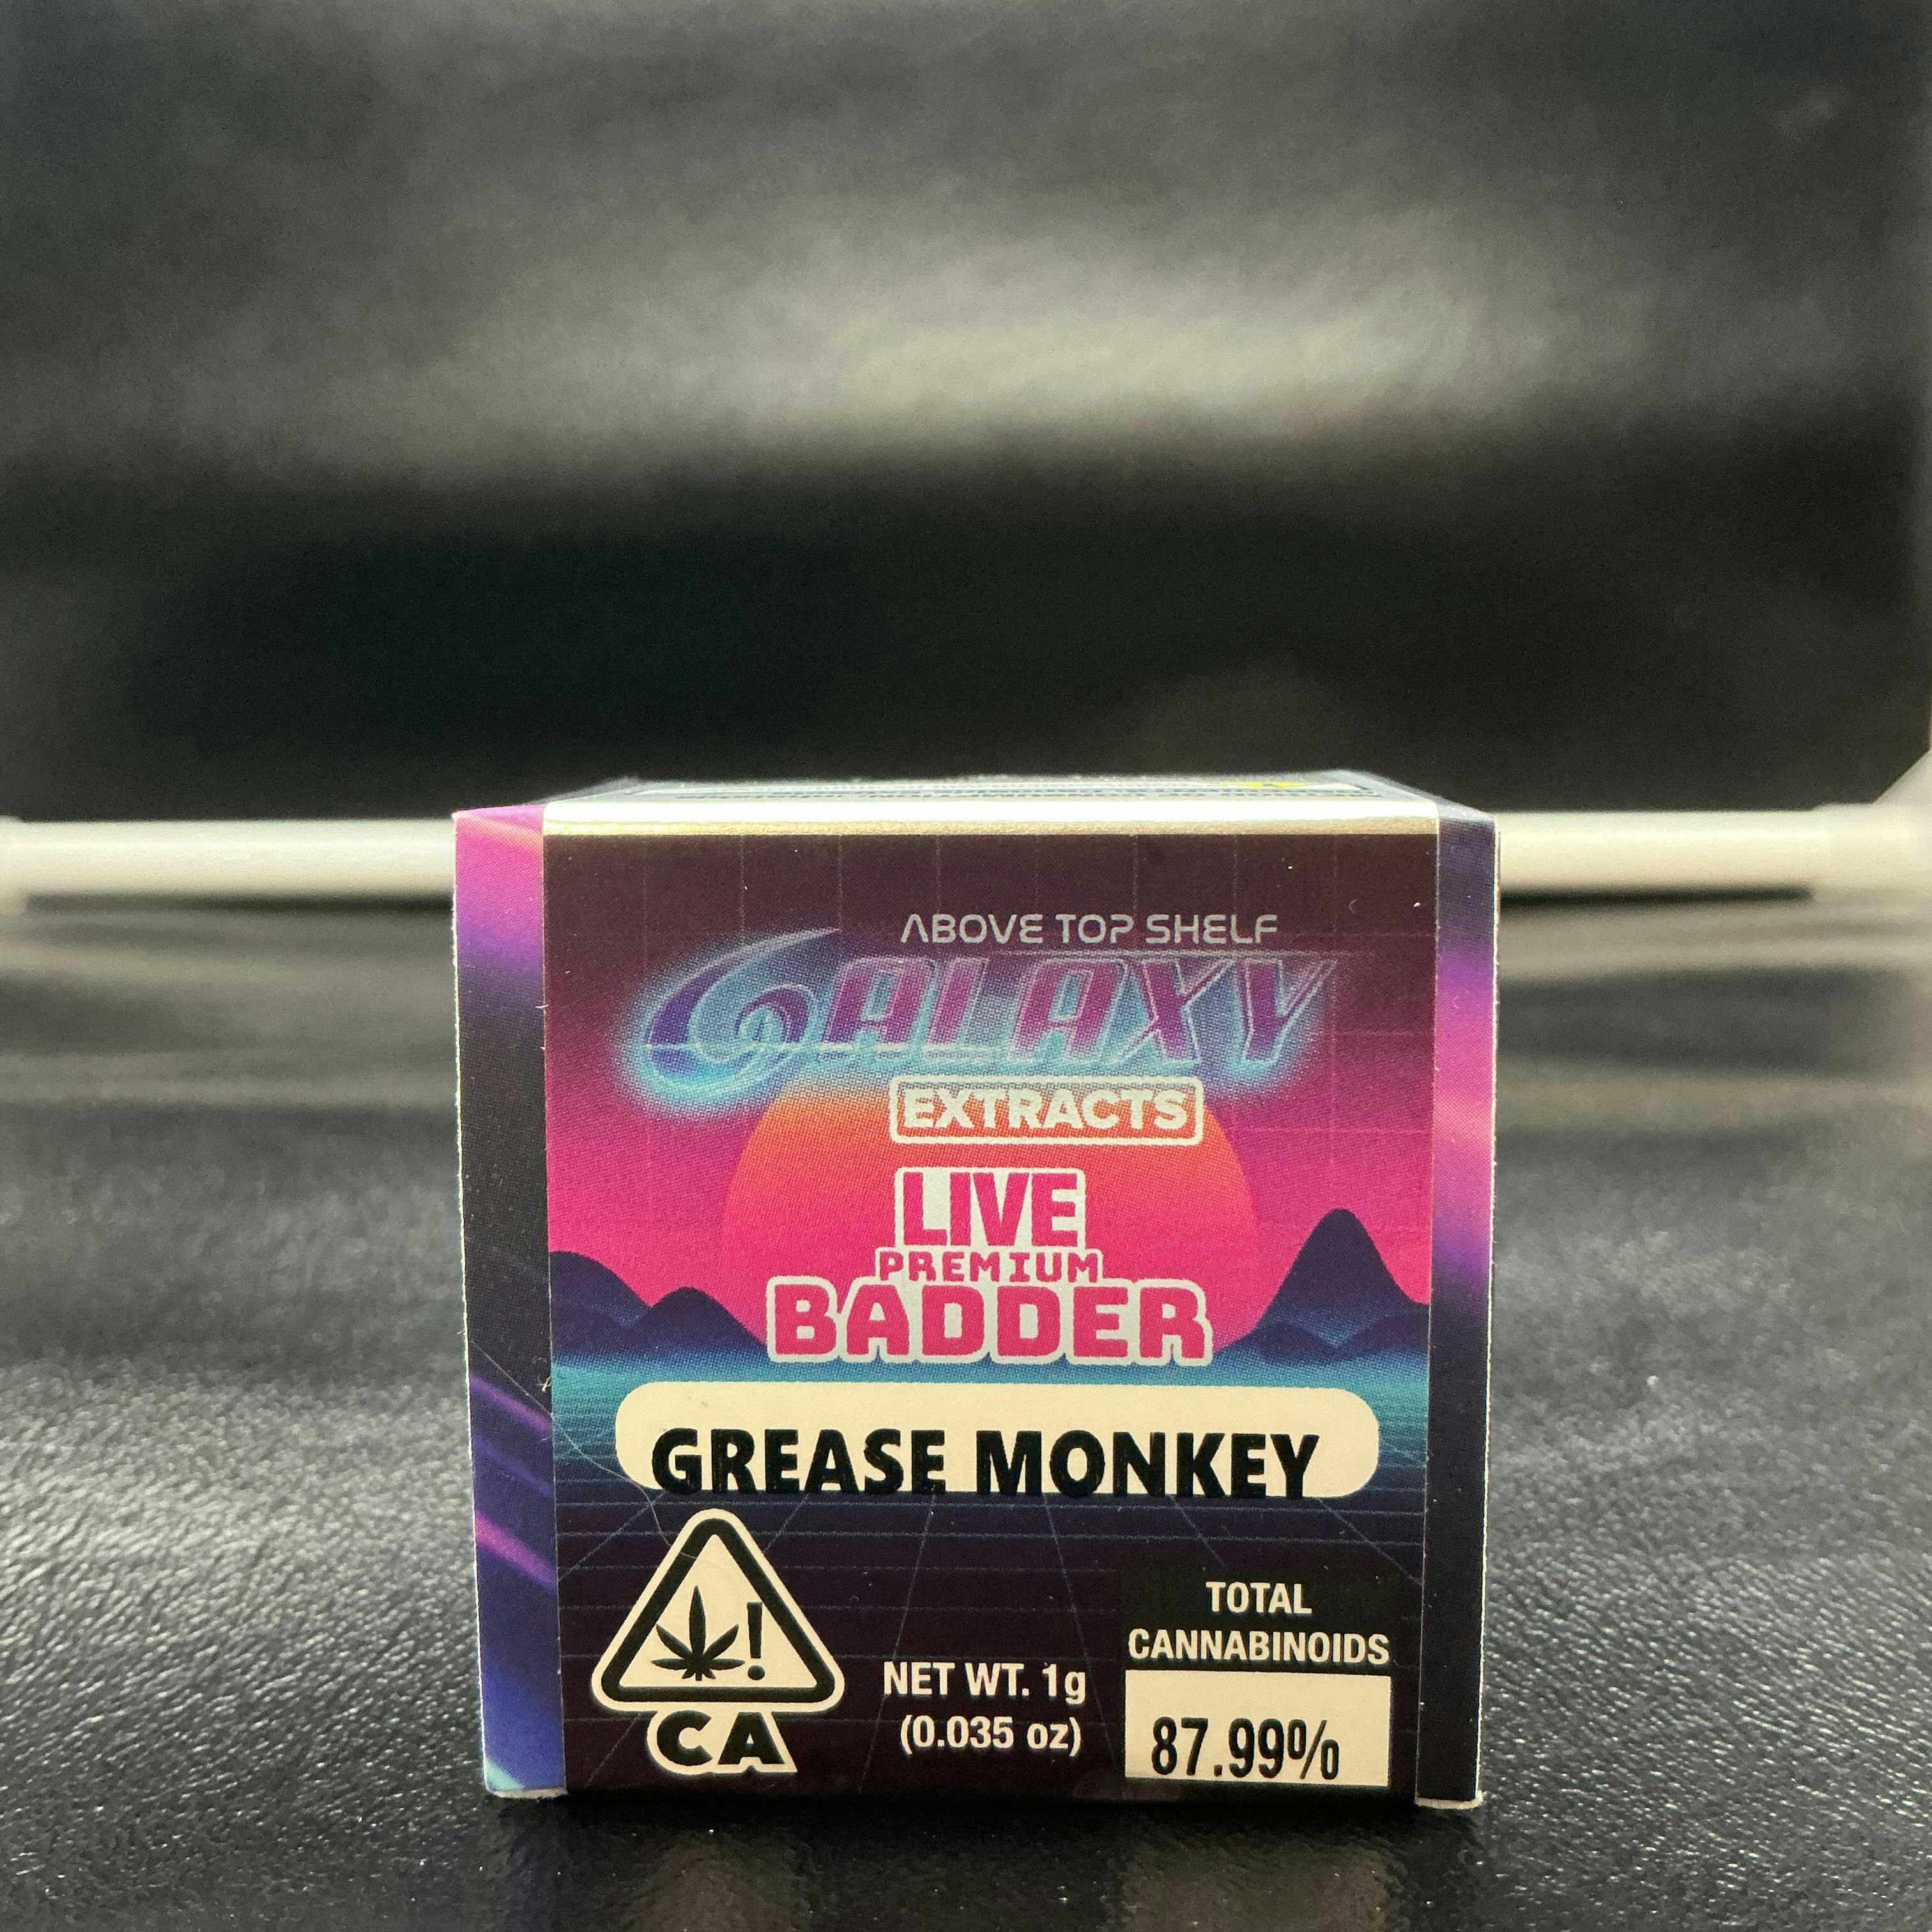 ABOVE TOP SHELF
GALAXY
EXTRACTS
LIVE
PREMIUM
BADDER
GREASE MONKEY
!
CA
NET WT. 1g
(0.035 oz)
TOTAL
CANNABINOIDS
87.99%